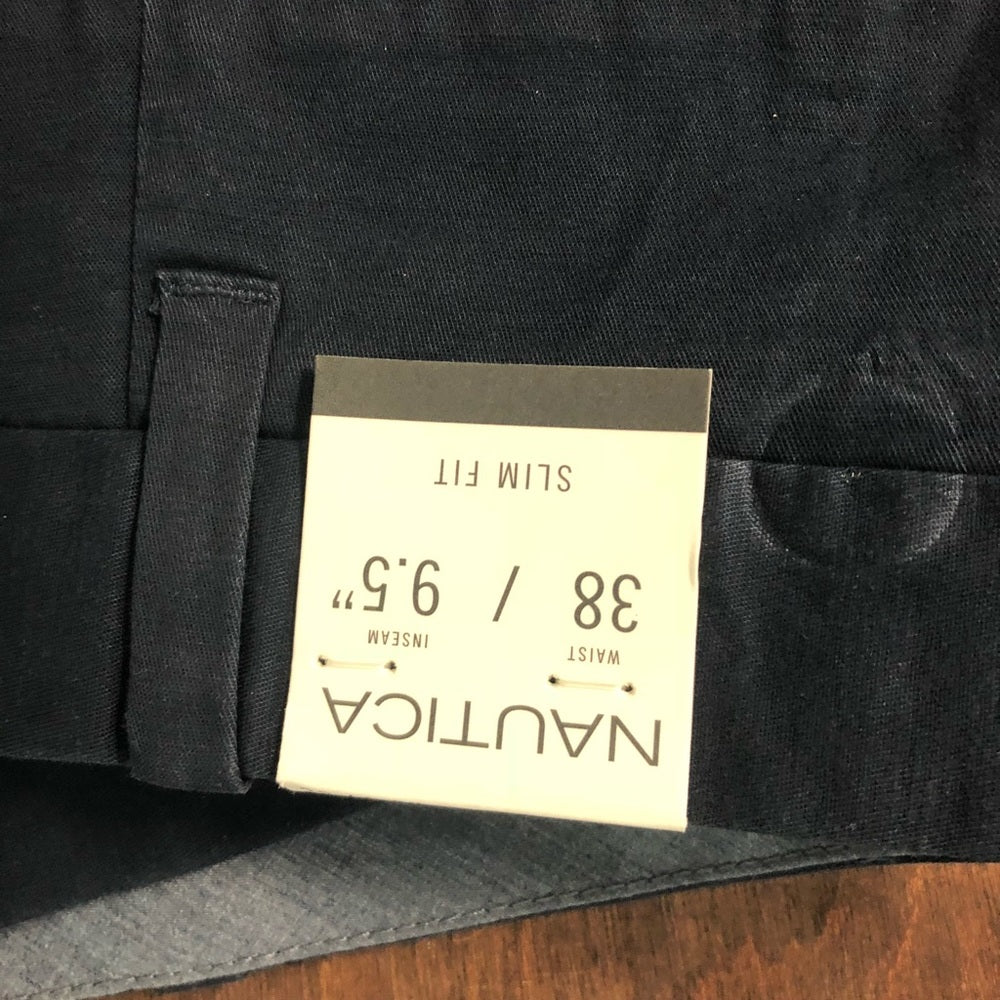 NAUTICA
WAIST INSEAM
38 / 9.5”
SLIM FIT